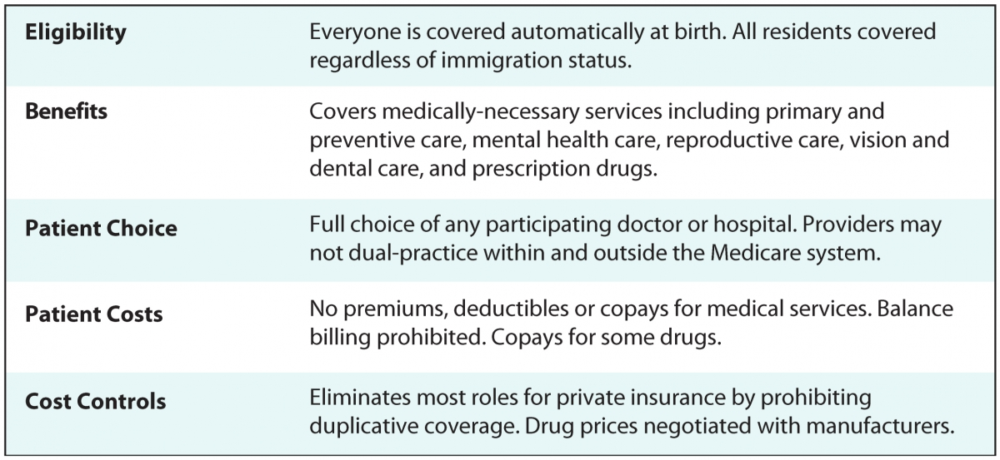 Eligibility
Everyone is covered automatically at birth. All residents covered
regardless of immigration status.
Benefits
Covers medically-necessary services including primary and
preventive care, mental health care, reproductive care, vision and
dental care, and prescription drugs.
Patient Choice
Full choice of any participating doctor or hospital. Providers may
not dual-practice within and outside the Medicare system.
Patient Costs
No premiums, deductibles or copays for medical services. Balance
billing prohibited. Copays for some drugs.
Cost Controls
Eliminates most roles for private insurance by prohibiting
duplicative coverage. Drug prices negotiated with manufacturers.